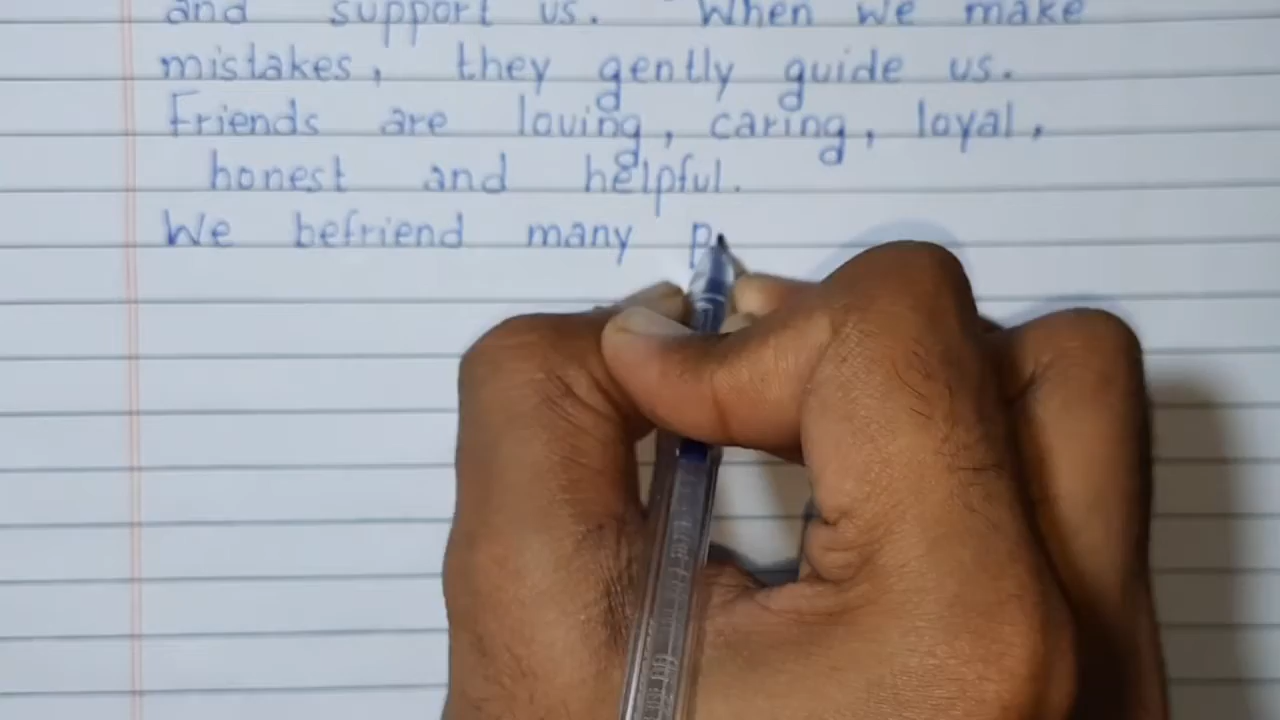 and support us. When we make
mistakes, they gently guide us.
Friends are loving, caring, loyal,
honest and helpful.
We befriend many p